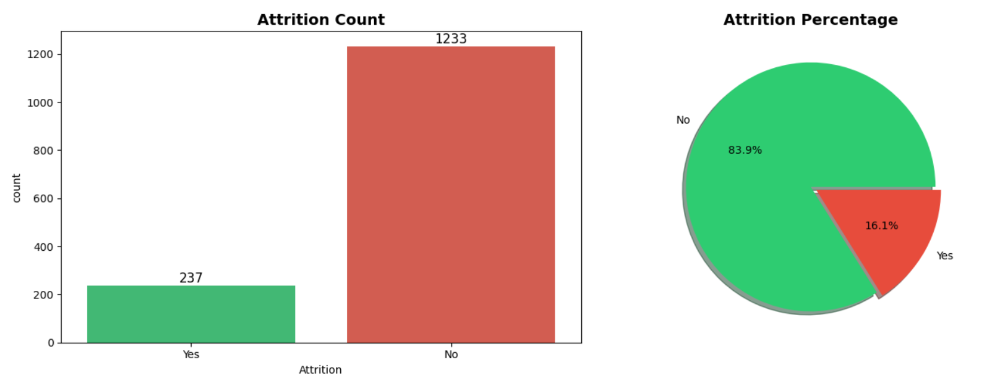 Attrition Count
1233
1200
1000
800
600
400
200
0
237
count
Yes
No
Attrition
Attrition Percentage
No
83.9%
16.1%
Yes